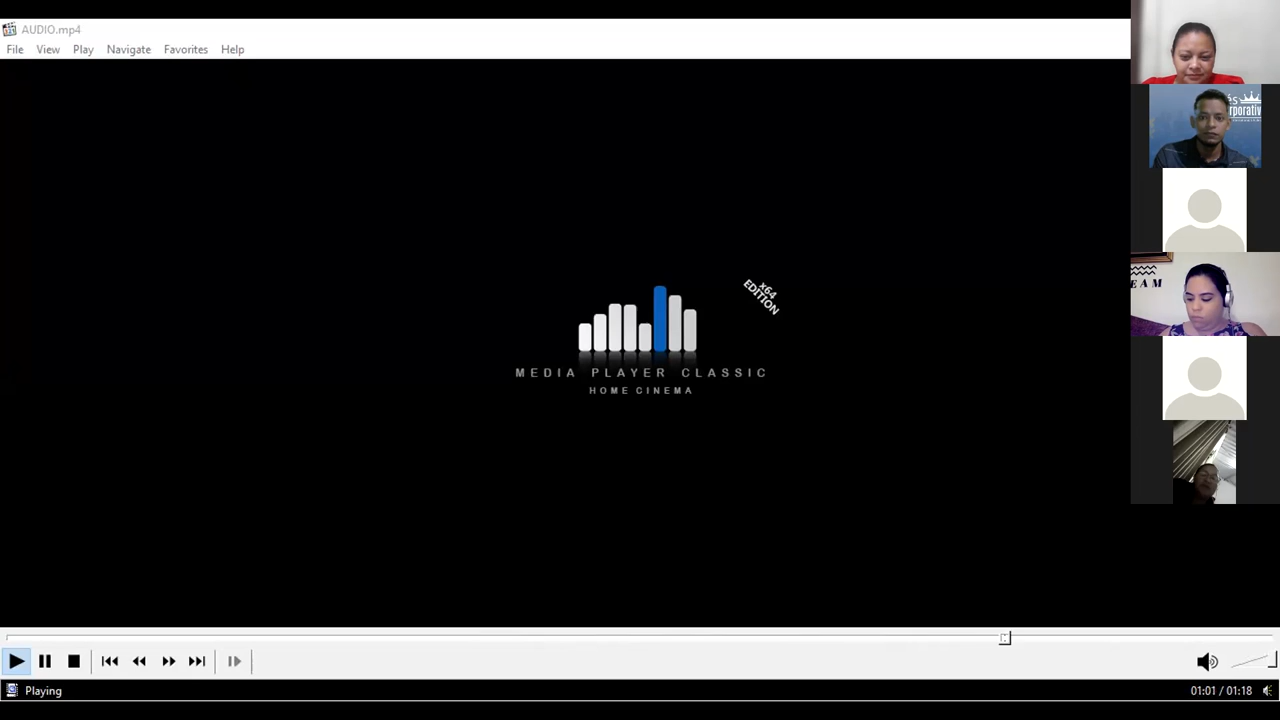 AUDIO.mp4
File View Play Navigate Favorites Help
x64
EDITION
MEDIA PLAYER CLASSIC
HOME CINEMA
Playing
01:01 / 01:18
EAM